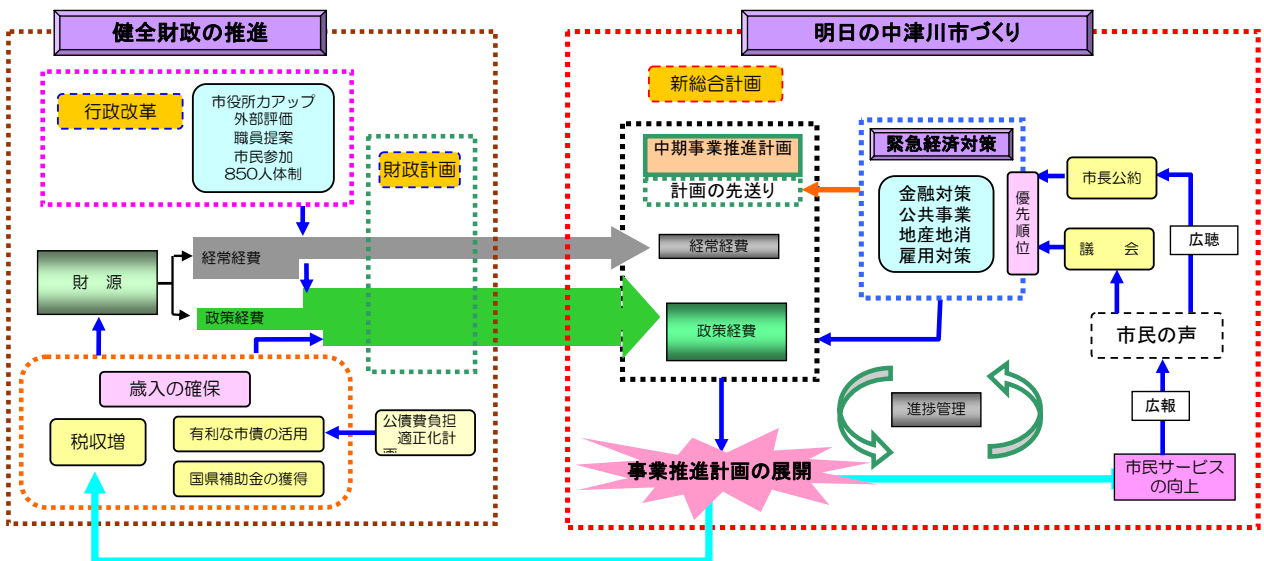 健全財政の推進
行政改革
市役所力アップ
外部評価
職員提案
市民参加
850人体制
財政計画
財　源
経常経費
政策経費
歳入の確保
税収増
有利な市債の活用
国県補助金の獲得
公債費負担
適正化計
明日の中津川市づくり
新総合計画
中期事業推進計画
計画の先送り
経常経費
政策経費
緊急経済対策
金融対策
公共事業
地産地消
雇用対策
優先順位
市長公約
議　会
広聴
市民の声
広報
市民サービス
の向上
進捗管理
事業推進計画の展開